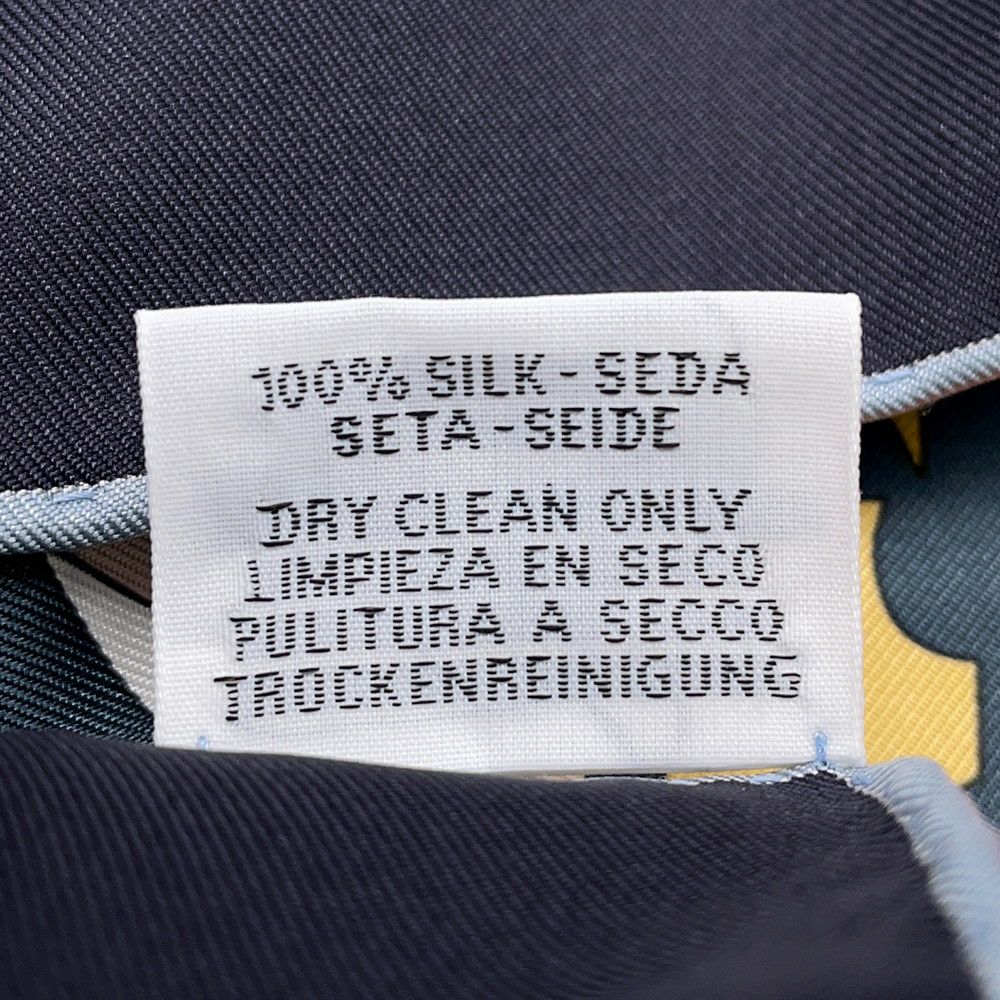 100% SILK - SEDA
SETA - SEIDE
DRY CLEAN ONLY
LIMPIEZA EN SECO
PULITURA A SECCO
TROCKENREINIGUNG